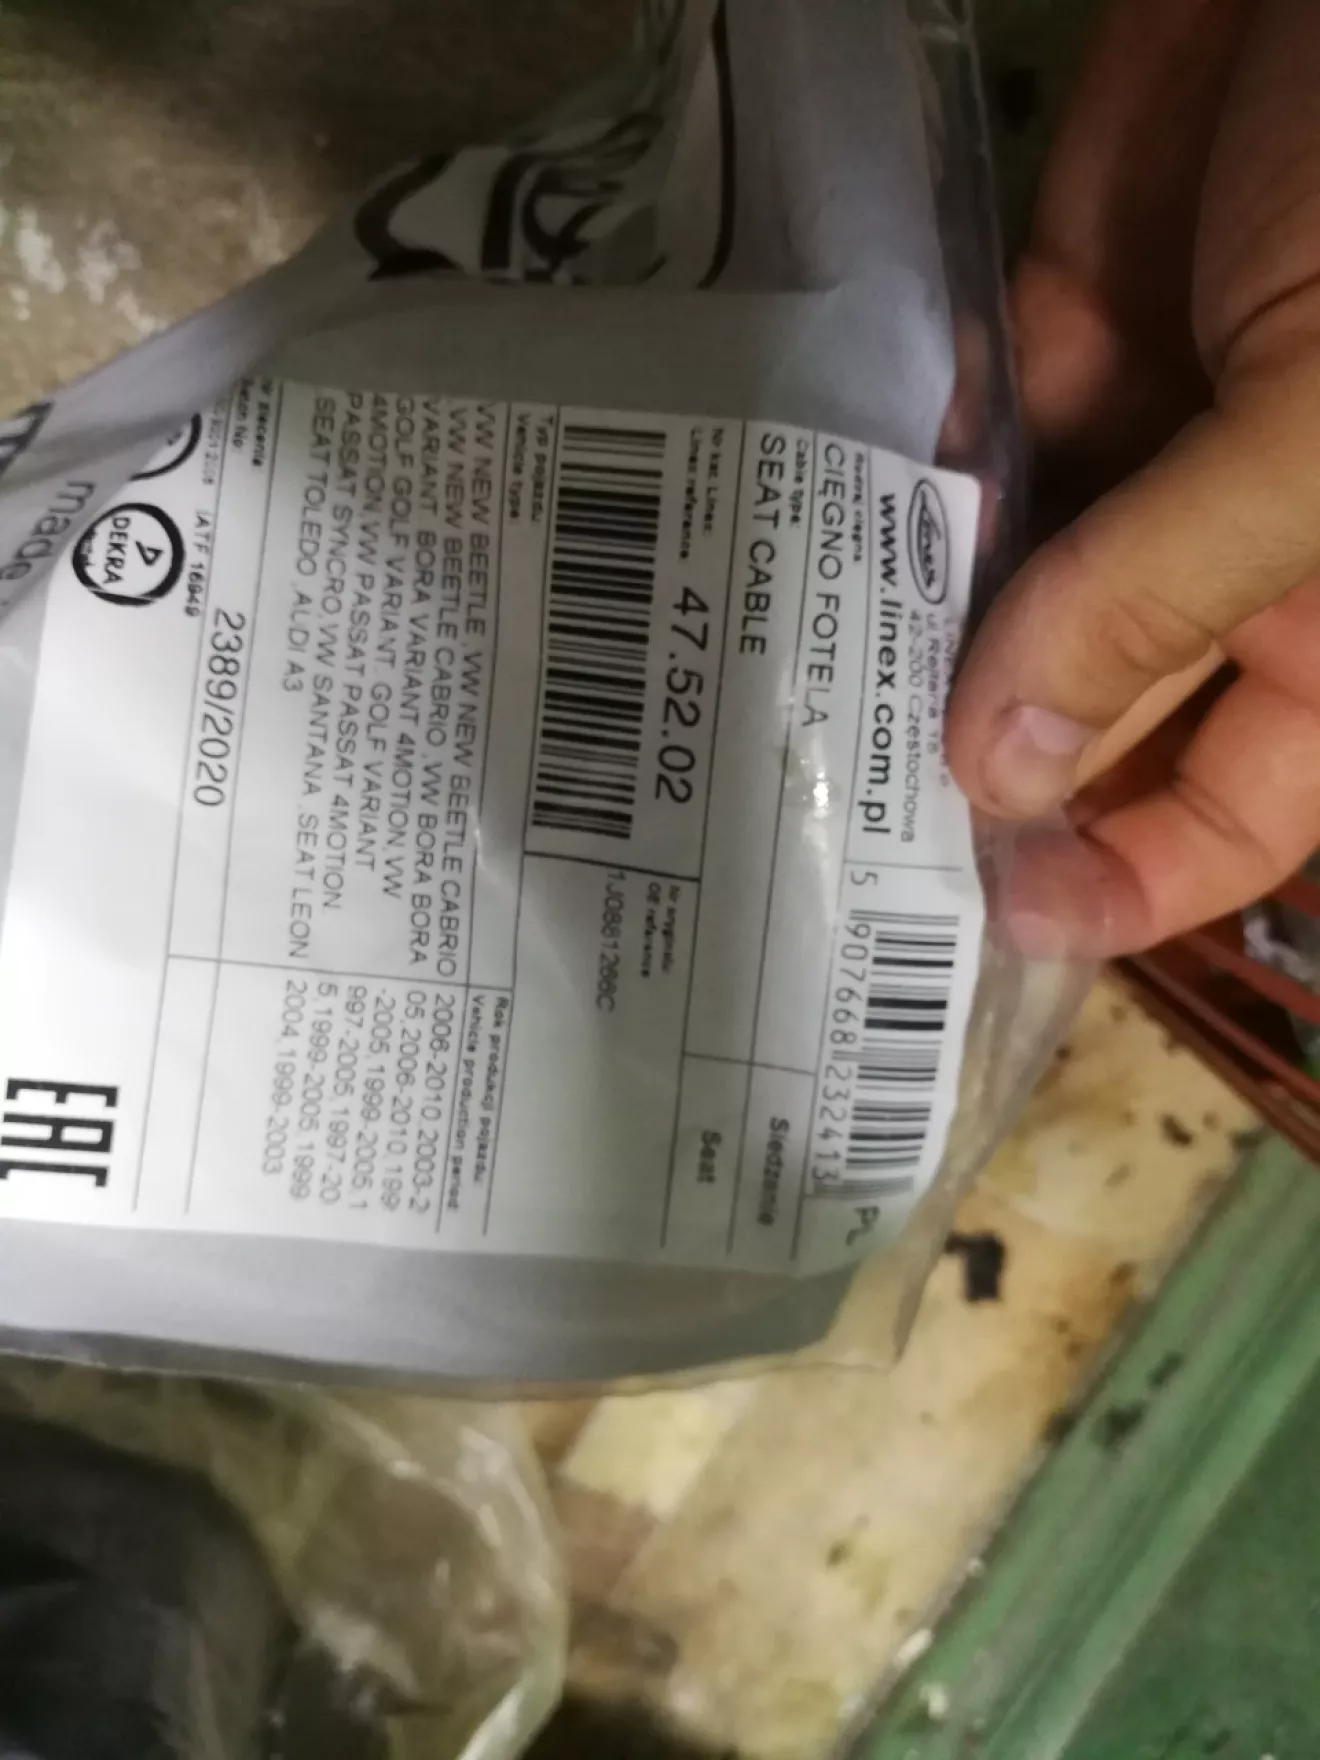 Linex
ul. Rejtana 16
42-200 Częstochowa
www.linex.com.pl
5 907668 232413
PL
Rodzaj cięgna:
CIĘGNO FOTELA
Siedzenie
Cable type:
SEAT CABLE
Seat
Nr kat. Linex:
Linex reference:
47.52.02
Nr oryginału:
OE reference
1J0881266C
Typ pojazdu
Vehicle type:
Rok produkcji pojazdu:
Vehicle production period:
VW NEW BEETLE ,VW NEW BEETLE CABRIO
,VW NEW BEETLE CABRIO ,VW BORA BORA
VARIANT. BORA VARIANT 4MOTION,VW
GOLF GOLF VARIANT. GOLF VARIANT
4MOTION,VW PASSAT PASSAT VARIANT
PASSAT SYNCRO,VW SANTANA ,SEAT LEON
SEAT TOLEDO ,AUDI A3
2006-2010,2003-2
05,2006-2010,199
-2005,1999-2005,1
997-2005,1997-20
5,1999-2005,1999
2004,1999-2003
Nr zlecenia
Batch No:
2389/2020
IATF 16949
DEKRA
EAC
made